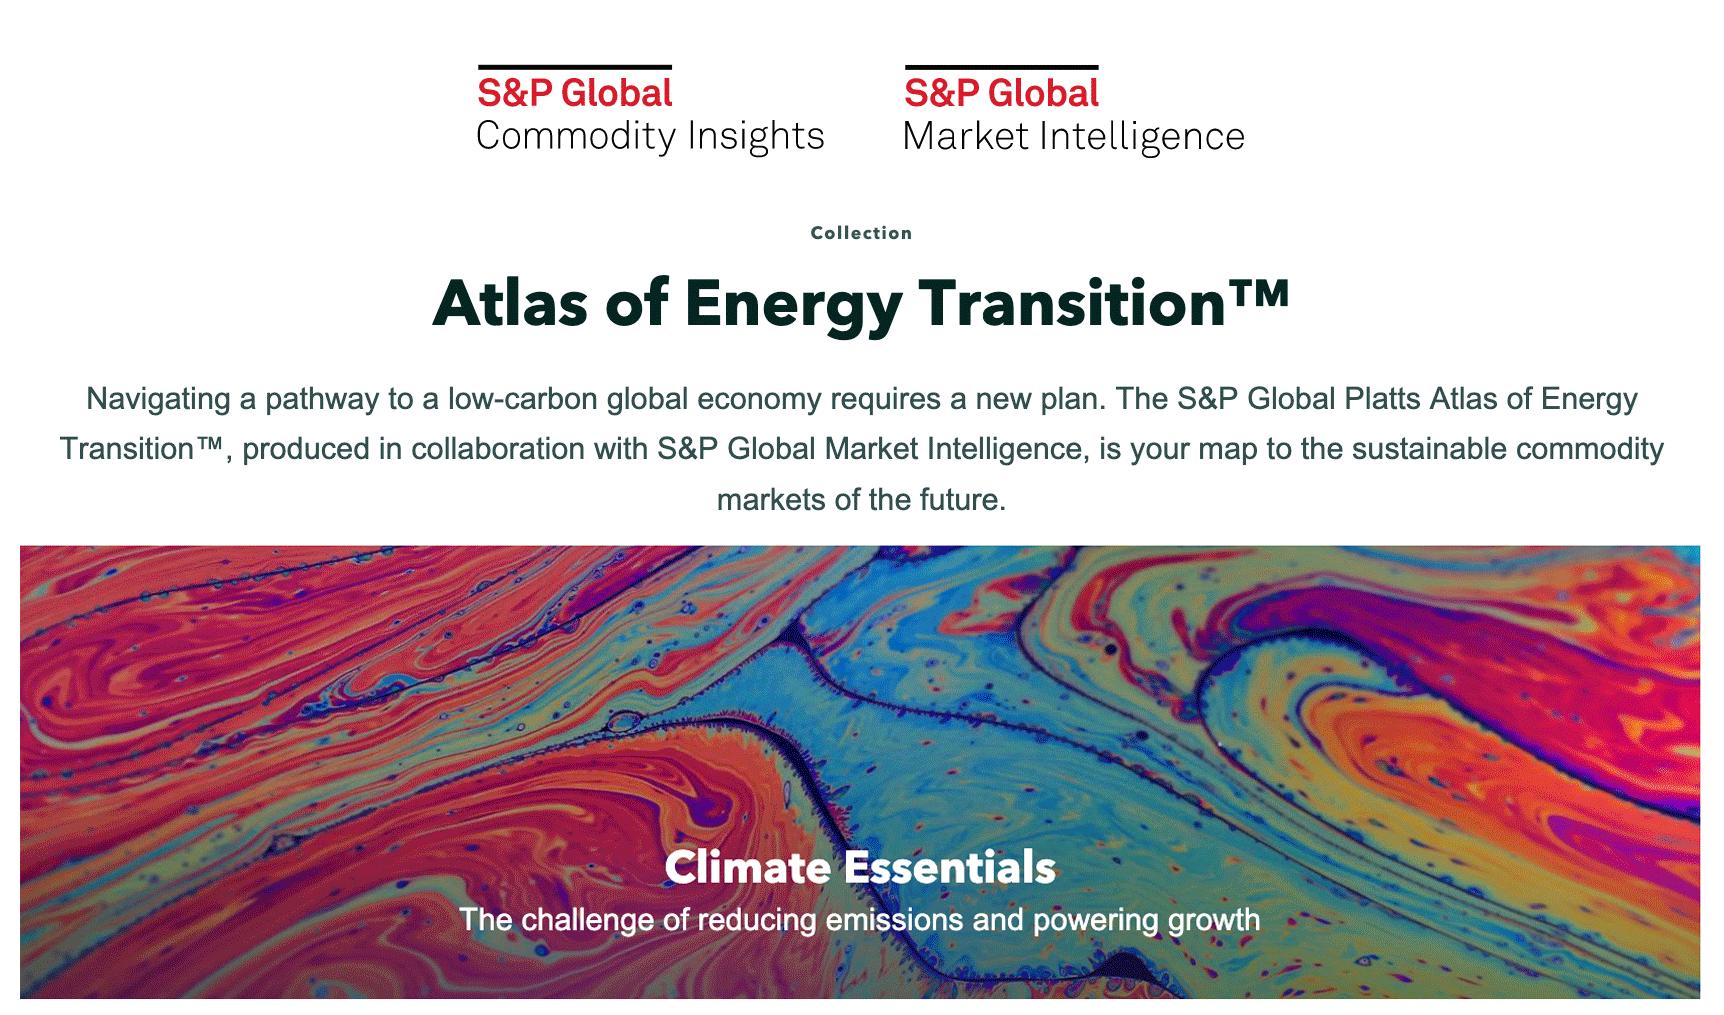 S&P Global
Commodity Insights
S&P Global
Market Intelligence
Collection
Atlas of Energy Transition™
Navigating a pathway to a low-carbon global economy requires a new plan. The S&P Global Platts Atlas of Energy
Transition™, produced in collaboration with S&P Global Market Intelligence, is your map to the sustainable commodity
markets of the future.
Climate Essentials
The challenge of reducing emissions and powering growth